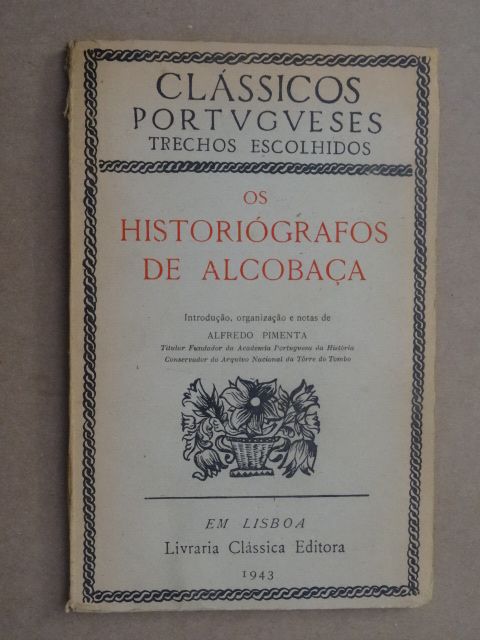 CLÁSSICOS
PORTVGVESES
TRECHOS ESCOLHIDOS
OS
HISTORIÓGRAFOS
DE ALCOBAÇA
Introdução, organização e notas de
ALFREDO PIMENTA
Titular Fundador da Academia Portuguesa da História
Conservador do Arquivo Nacional da Tôrre do Tombo
EM LISBOA
Livraria Clássica Editora
1943